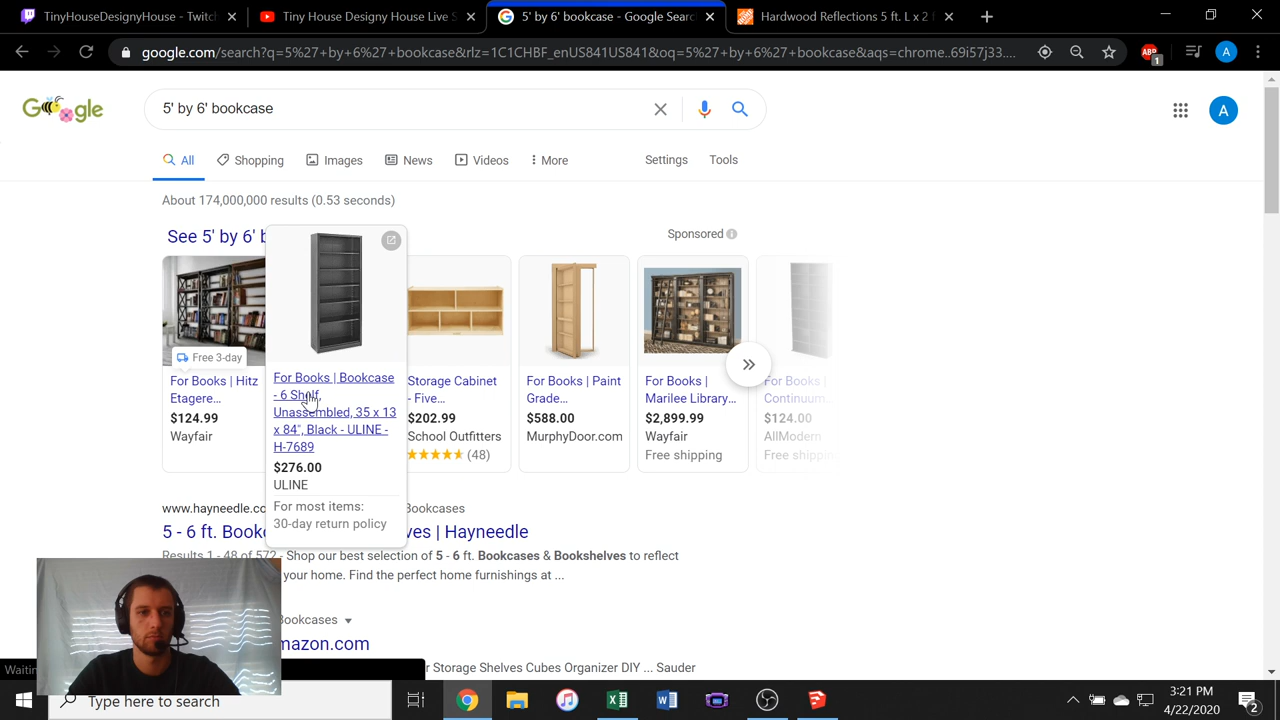 TinyHouseDesignyHouse - Twitch
Tiny House Designy House Live S
5' by 6' bookcase - Google Sear
Hardwood Reflections 5 ft. L x 2 f
google.com/search?q=5%27+by+6%27+bookcase&rlz=1C1CHBF_enUS841US841&oq=5%27+by+6%27+bookcase&aqs=chrome..69i57j33....
ABP
1
A
Google
5' by 6' bookcase
A
All
Shopping
Images
News
Videos
More
Settings
Tools
About 174,000,000 results (0.53 seconds)
See 5' by 6' b
Sponsored
Free 3-day
For Books | Hitz
Etagere...
$124.99
Wayfair
For Books | Bookcase
- 6 Shelf,
Unassembled, 35 x 13
x 84", Black - ULINE -
H-7689
$276.00
ULINE
For most items:
30-day return policy
Storage Cabinet
- Five...
$202.99
School Outfitters
(48)
For Books | Paint
Grade...
$588.00
MurphyDoor.com
For Books |
Marilee Library...
$2,899.99
Wayfair
Free shipping
For Books |
Continuum...
$124.00
AllModern
Free shipping
www.hayneedle.co
Bookcases
5 - 6 ft. Book
ves | Hayneedle
Results 1 - 48 of 572 - Shop our best selection of 5 - 6 ft. Bookcases & Bookshelves to reflect
your home. Find the perfect home furnishings at ...
Bookcases
mazon.com
r Storage Shelves Cubes Organizer DIY ... Sauder
Waitin
Type here to search
3:21 PM
4/22/2020
2